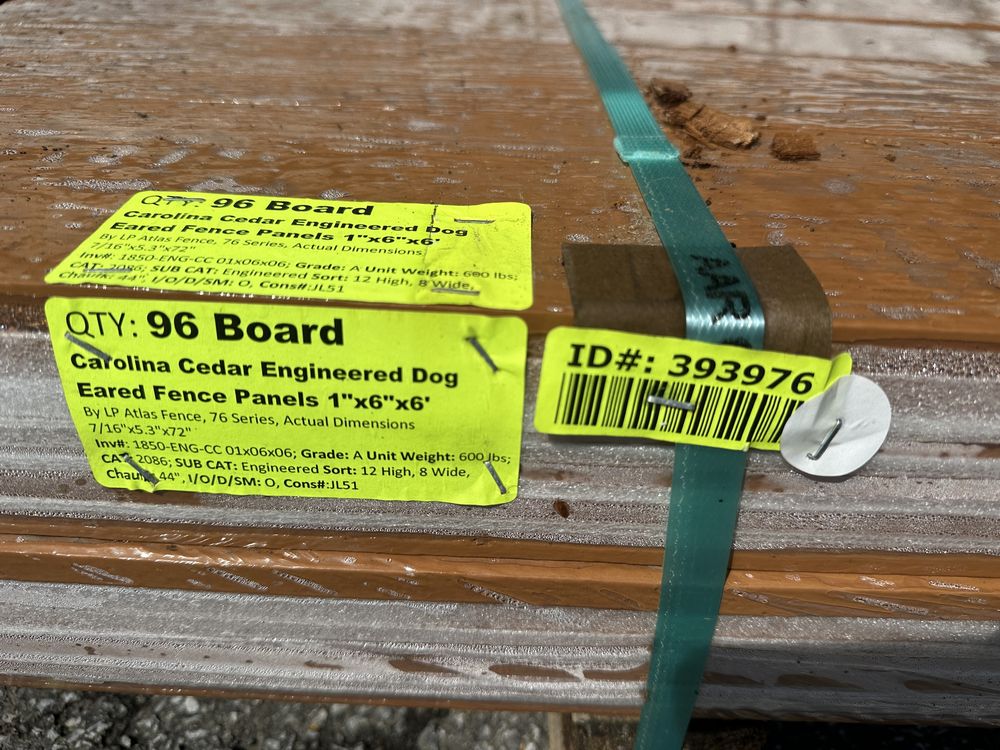 QTY: 96 Board
Carolina Cedar Engineered Dog
Eared Fence Panels 1"x6"x6'
By LP Atlas Fence, 76 Series, Actual Dimensions
7/16"x5.3"x72"
Inv#: 1850-ENG-CC 01x06x06; Grade: A Unit Weight: 600 lbs;
CAT: 2086; SUB CAT: Engineered Sort: 12 High, 8 Wide,
44", I/O/D/SM: O, Cons#:JL51
QTY: 96 Board
Carolina Cedar Engineered Dog
Eared Fence Panels 1"x6"x6'
By LP Atlas Fence, 76 Series, Actual Dimensions
7/16"x5.3"x72"
Inv#: 1850-ENG-CC 01x06x06; Grade: A Unit Weight: 600 lbs;
CAT: 2086; SUB CAT: Engineered Sort: 12 High, 8 Wide,
44", I/O/D/SM: O, Cons#:JL51
AAR
ID#: 393976